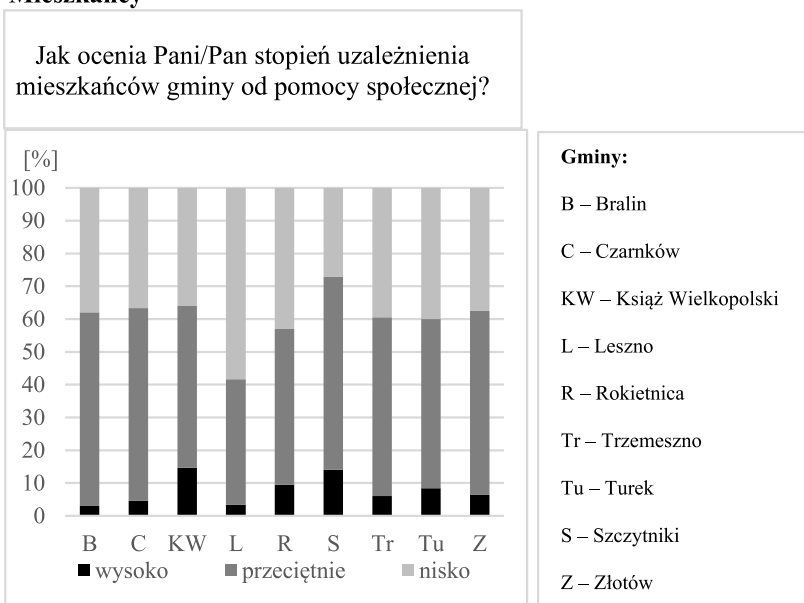 Mieszkańcy
Jak ocenia Pani/Pan stopień uzależnienia
mieszkańców gminy od pomocy społecznej?
[%]
100
90
80
70
60
50
40
30
20
10
0
B C KW L R S Tr Tu Z
wysoko przeciętnie nisko
Gminy:
B – Bralin
C – Czarnków
KW – Książ Wielkopolski
L – Leszno
R – Rokietnica
Tr – Trzemeszno
Tu – Turek
S – Szczytniki
Z – Złotów